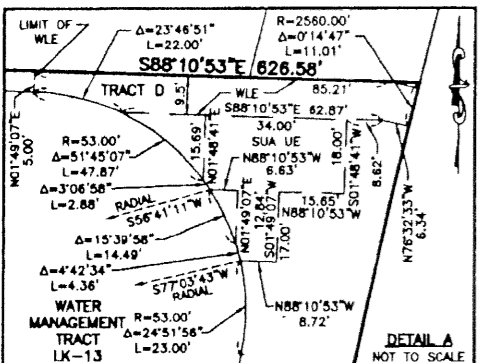 LIMIT OF
WLE
Δ=23°46'51"
L=22.00'
R=2560.00'
Δ=0°14'47"
L=11.01'
S88°10'53"E 626.58'
TRACT D
9.5'
WLE
85.21'
S88°10'53"E 62.87'
34.00'
SUA UE
N01°49'07"E
5.00'
R=53.00'
Δ=51°45'07"
L=47.87'
15.69'
N01°48'41"E
N88°10'53"W
6.63'
18.00'
S01°48'41"W
8.62'
Δ=3°06'58"
L=2.88'
RADIAL
S56°41'11"W
N01°49'07"E
12.84'
S01°49'07"W
17.00'
15.65'
N88°10'53"W
N76°32'33"W
6.34'
Δ=15°39'58"
L=14.49'
Δ=4°42'34"
L=4.36'
S77°03'43"W
RADIAL
WATER
MANAGEMENT
TRACT
LK-13
R=53.00'
Δ=24°51'56"
L=23.00'
N88°10'53"W
8.72'
DETAIL A
NOT TO SCALE